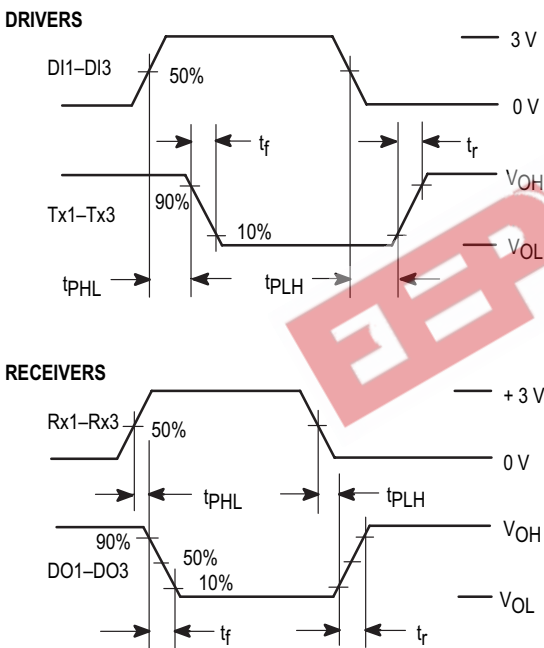 DRIVERS
3 V
DI1–DI3
50%
0 V
tf
tr
VOH
90%
Tx1–Tx3
10%
VOL
tPHL
tPLH
RECEIVERS
+ 3 V
Rx1–Rx3
50%
0 V
tPHL
tPLH
VOH
90%
50%
DO1–DO3
10%
VOL
tf
tr